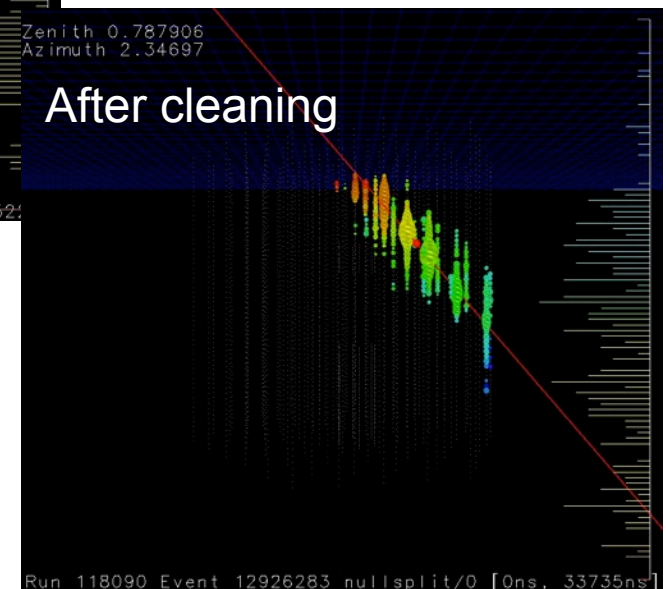 Zenith 0.787906
Azimuth 2.34697
After cleaning
Run 118090 Event 12926283 nullsplit/0 [0ns, 33735ns]